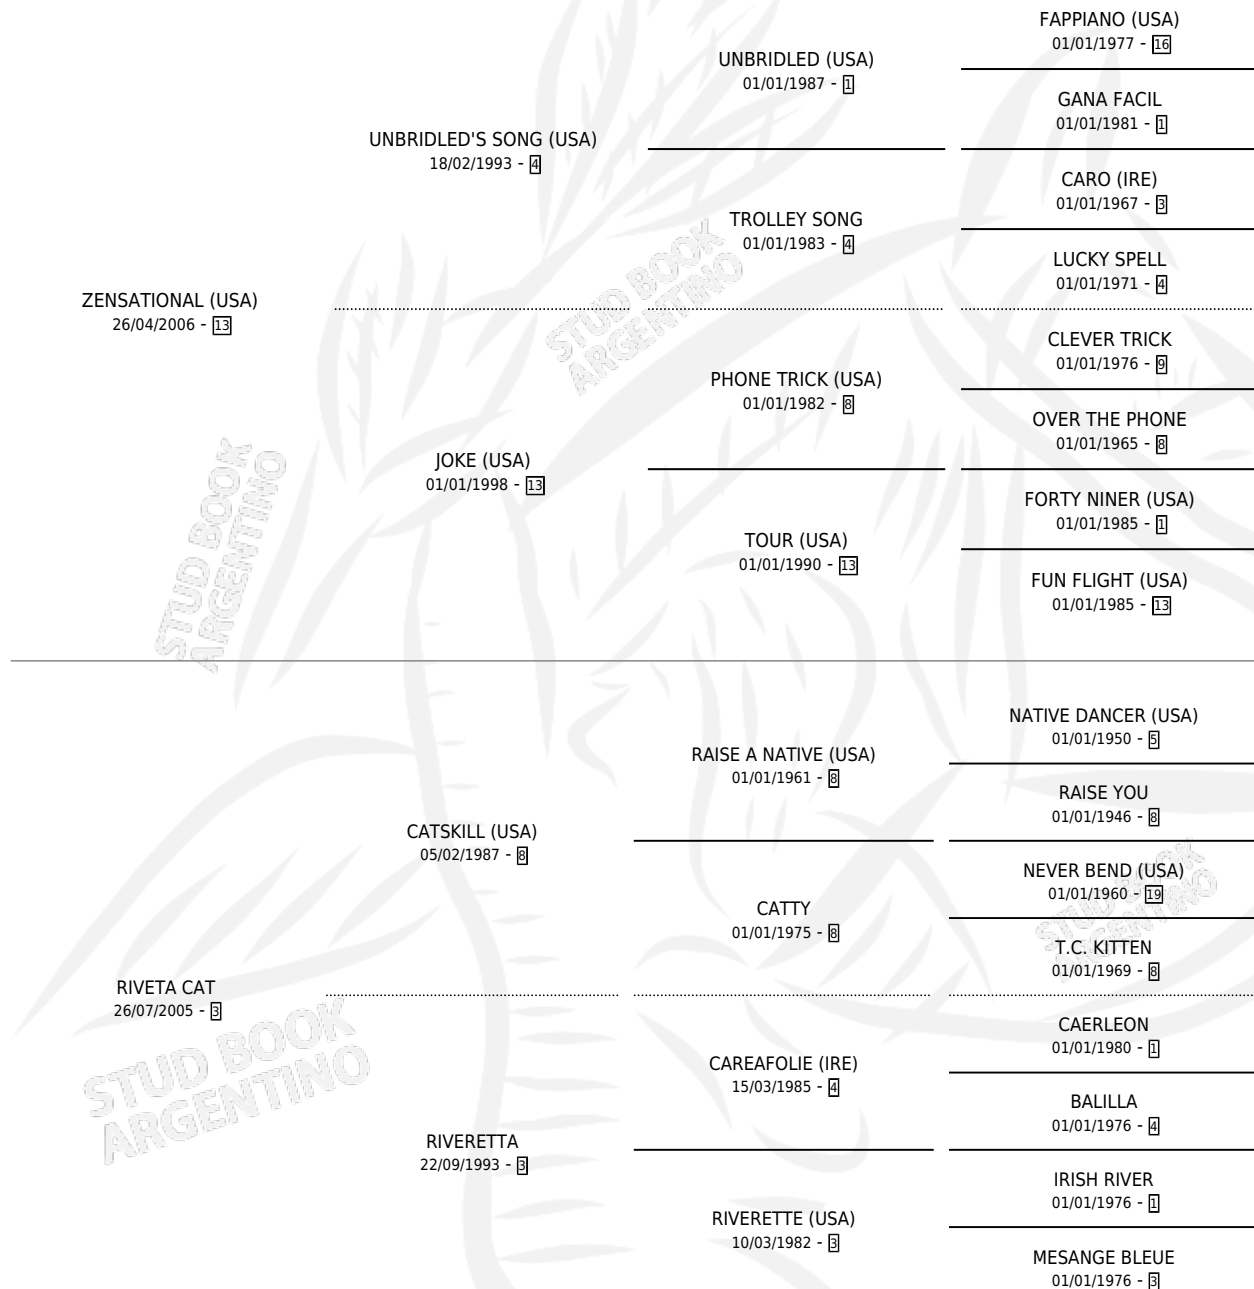 FAPPIANO (USA)
01/01/1977 - 16
UNBRIDLED (USA)
01/01/1987 - 1
GANA FACIL
01/01/1981 - 1
UNBRIDLED'S SONG (USA)
18/02/1993 - 4
CARO (IRE)
01/01/1967 - 3
TROLLEY SONG
01/01/1983 - 4
LUCKY SPELL
01/01/1971 - 4
ZENSATIONAL (USA)
26/04/2006 - 13
CLEVER TRICK
01/01/1976 - 9
PHONE TRICK (USA)
01/01/1982 - 8
OVER THE PHONE
01/01/1965 - 8
JOKE (USA)
01/01/1998 - 13
FORTY NINER (USA)
01/01/1985 - 1
TOUR (USA)
01/01/1990 - 13
FUN FLIGHT (USA)
01/01/1985 - 13
NATIVE DANCER (USA)
01/01/1950 - 5
RAISE A NATIVE (USA)
01/01/1961 - 8
RAISE YOU
01/01/1946 - 8
CATSKILL (USA)
05/02/1987 - 8
NEVER BEND (USA)
01/01/1960 - 19
CATTY
01/01/1975 - 8
T.C. KITTEN
01/01/1969 - 8
RIVETA CAT
26/07/2005 - 3
CAERLEON
01/01/1980 - 1
CAREAFOLIE (IRE)
15/03/1985 - 4
BALILLA
01/01/1976 - 4
RIVERETTA
22/09/1993 - 3
IRISH RIVER
01/01/1976 - 1
RIVERETTE (USA)
10/03/1982 - 3
MESANGE BLEUE
01/01/1976 - 3
STUD BOOK
ARGENTINO
STUD BOOK
ARGENTINO
STUD BOOK
ARGENTINO
STUD BOOK
ARGENTINO